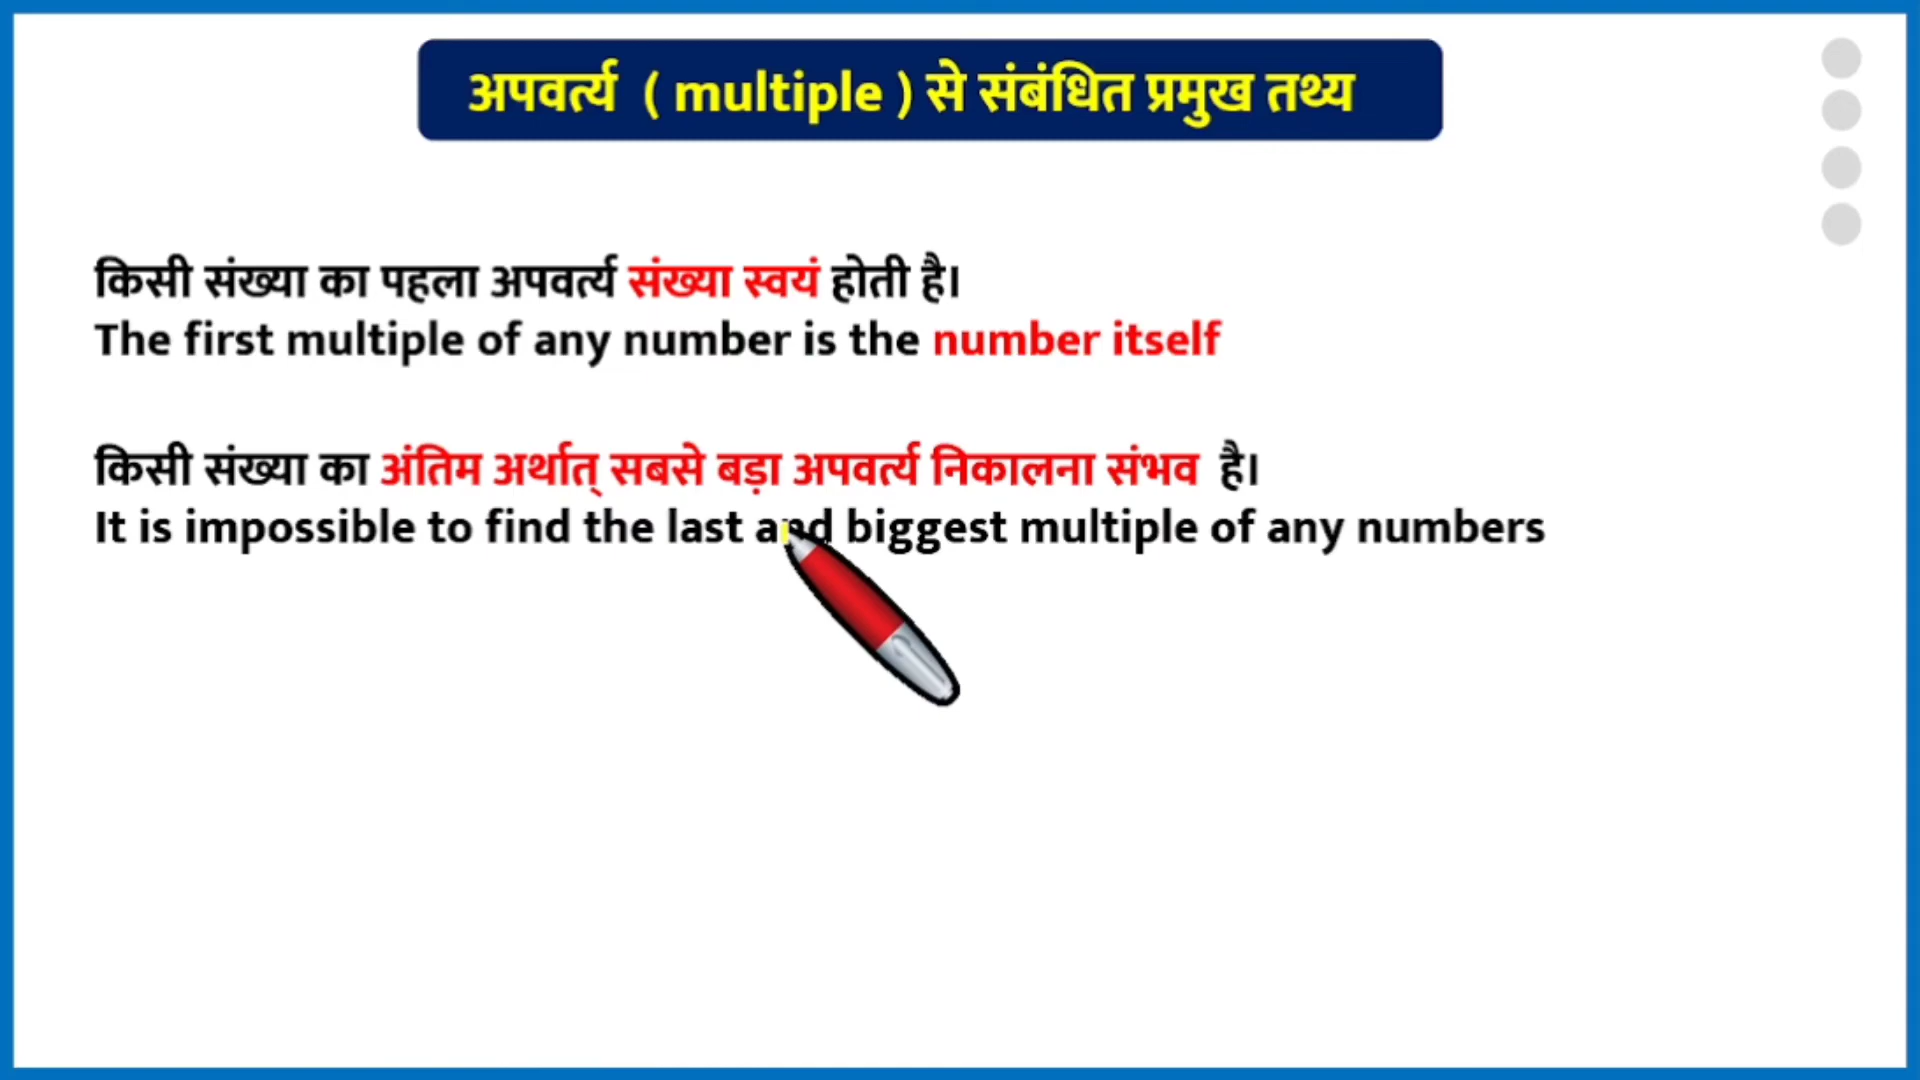 अपवर्त्य ( multiple ) से संबंधित प्रमुख तथ्य
किसी संख्या का पहला अपवर्त्य संख्या स्वयं होती है।
The first multiple of any number is the number itself
किसी संख्या का अंतिम अर्थात् सबसे बड़ा अपवर्त्य निकालना संभव है।
It is impossible to find the last and biggest multiple of any numbers